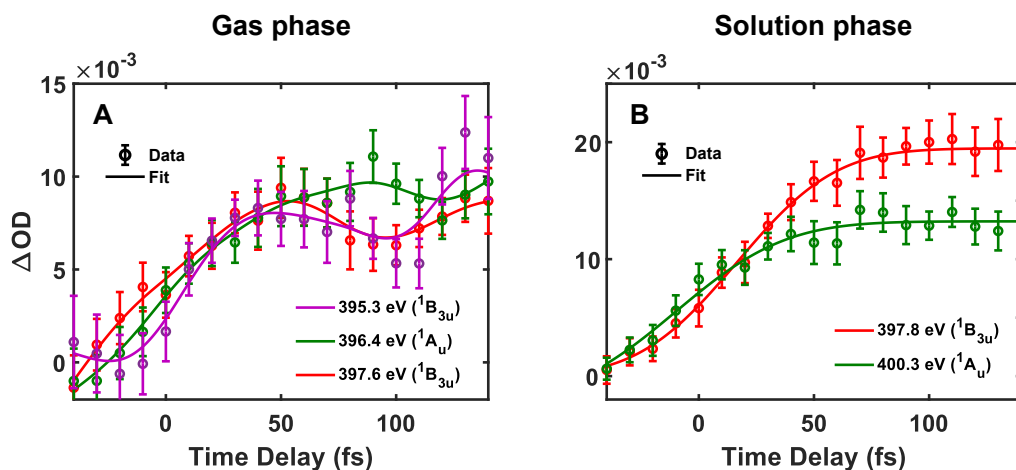 Gas phase
Solution phase
×10⁻³
A
Data
Fit
15
10
5
0
ΔOD
395.3 eV (¹B₃ᵤ)
396.4 eV (¹Aᵤ)
397.6 eV (¹B₃ᵤ)
0
50
100
Time Delay (fs)
×10⁻³
B
Data
Fit
20
10
0
397.8 eV (¹B₃ᵤ)
400.3 eV (¹Aᵤ)
0
50
100
Time Delay (fs)